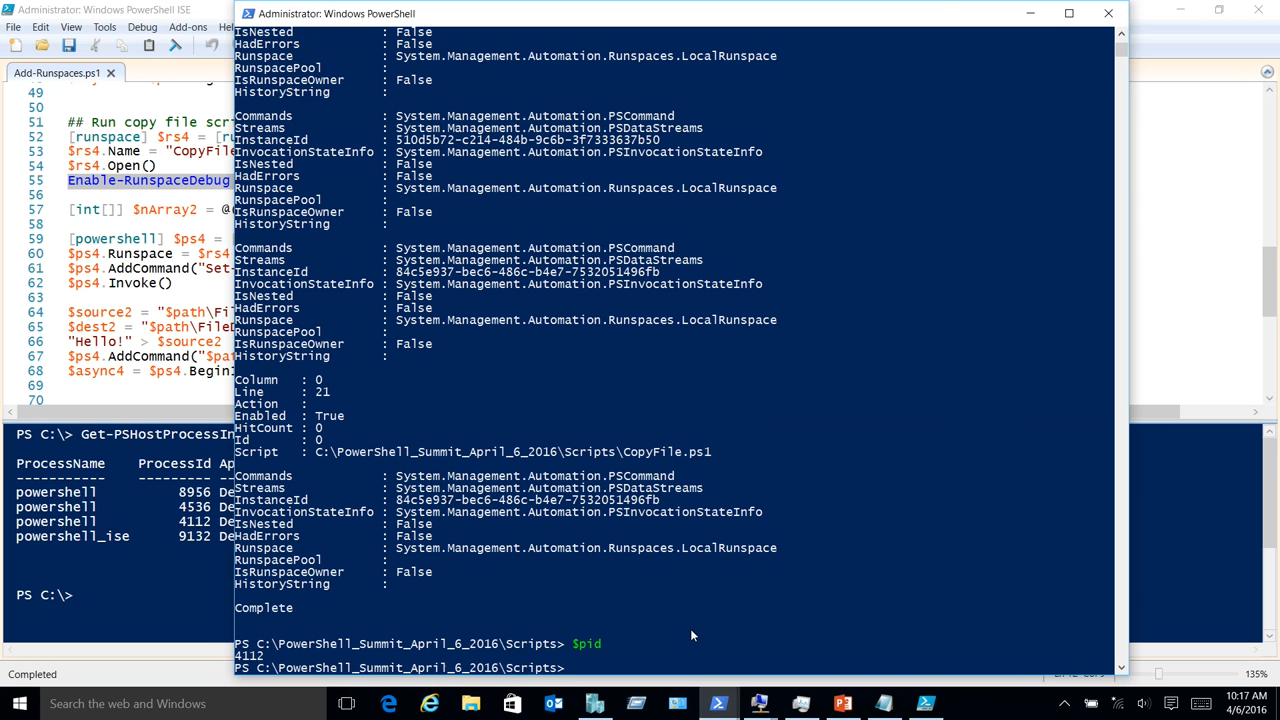 Administrator: Windows PowerShell ISE
File Edit View Tools Debug Add-ons
Add-Runspaces.ps1
49
50
51 ## Run copy file scr
52 [runspace] $rs4 = [ru
53 $rs4.Name = "CopyFile
54 $rs4.Open()
55 Enable-RunspaceDebug
56
57 [int[]] $nArray2 = @(
58
59 [powershell] $ps4 =
60 $ps4.Runspace = $rs4
61 $ps4.AddCommand("Set-
62 $ps4.Invoke()
63
64 $source2 = "$path\Fi
65 $dest2 = "$path\FileD
66 "Hello!" > $source2
67 $ps4.AddCommand("$pat
68 $async4 = $ps4.BeginI
70
PS C:\> Get-PSHostProcessIn
ProcessName ProcessId Ap
----------- --------- --
powershell 8956 De
powershell 4536 De
powershell 4112 De
powershell_ise 9132 De
PS C:\>
Completed
135%
Administrator: Windows PowerShell
IsNested : False
HadErrors : False
Runspace : System.Management.Automation.Runspaces.LocalRunspace
RunspacePool :
IsRunspaceOwner : False
HistoryString :
Commands : System.Management.Automation.PSCommand
Streams : System.Management.Automation.PSDataStreams
InstanceId : 510d5b72-c214-484b-9c6b-3f7333637b50
InvocationStateInfo : System.Management.Automation.PSInvocationStateInfo
IsNested : False
HadErrors : False
Runspace : System.Management.Automation.Runspaces.LocalRunspace
RunspacePool :
IsRunspaceOwner : False
HistoryString :
Commands : System.Management.Automation.PSCommand
Streams : System.Management.Automation.PSDataStreams
InstanceId : 84c5e937-bec6-486c-b4e7-7532051496fb
InvocationStateInfo : System.Management.Automation.PSInvocationStateInfo
IsNested : False
HadErrors : False
Runspace : System.Management.Automation.Runspaces.LocalRunspace
RunspacePool :
IsRunspaceOwner : False
HistoryString :
Column : 0
Line : 21
Action :
Enabled : True
HitCount : 0
Id : 0
Script : C:\PowerShell_Summit_April_6_2016\Scripts\CopyFile.ps1
Commands : System.Management.Automation.PSCommand
Streams : System.Management.Automation.PSDataStreams
InstanceId : 84c5e937-bec6-486c-b4e7-7532051496fb
InvocationStateInfo : System.Management.Automation.PSInvocationStateInfo
IsNested : False
HadErrors : False
Runspace : System.Management.Automation.Runspaces.LocalRunspace
RunspacePool :
IsRunspaceOwner : False
HistoryString :
Complete
PS C:\PowerShell_Summit_April_6_2016\Scripts> $pid
4112
PS C:\PowerShell_Summit_April_6_2016\Scripts>
Search the web and Windows
10:17 AM
4/6/2016